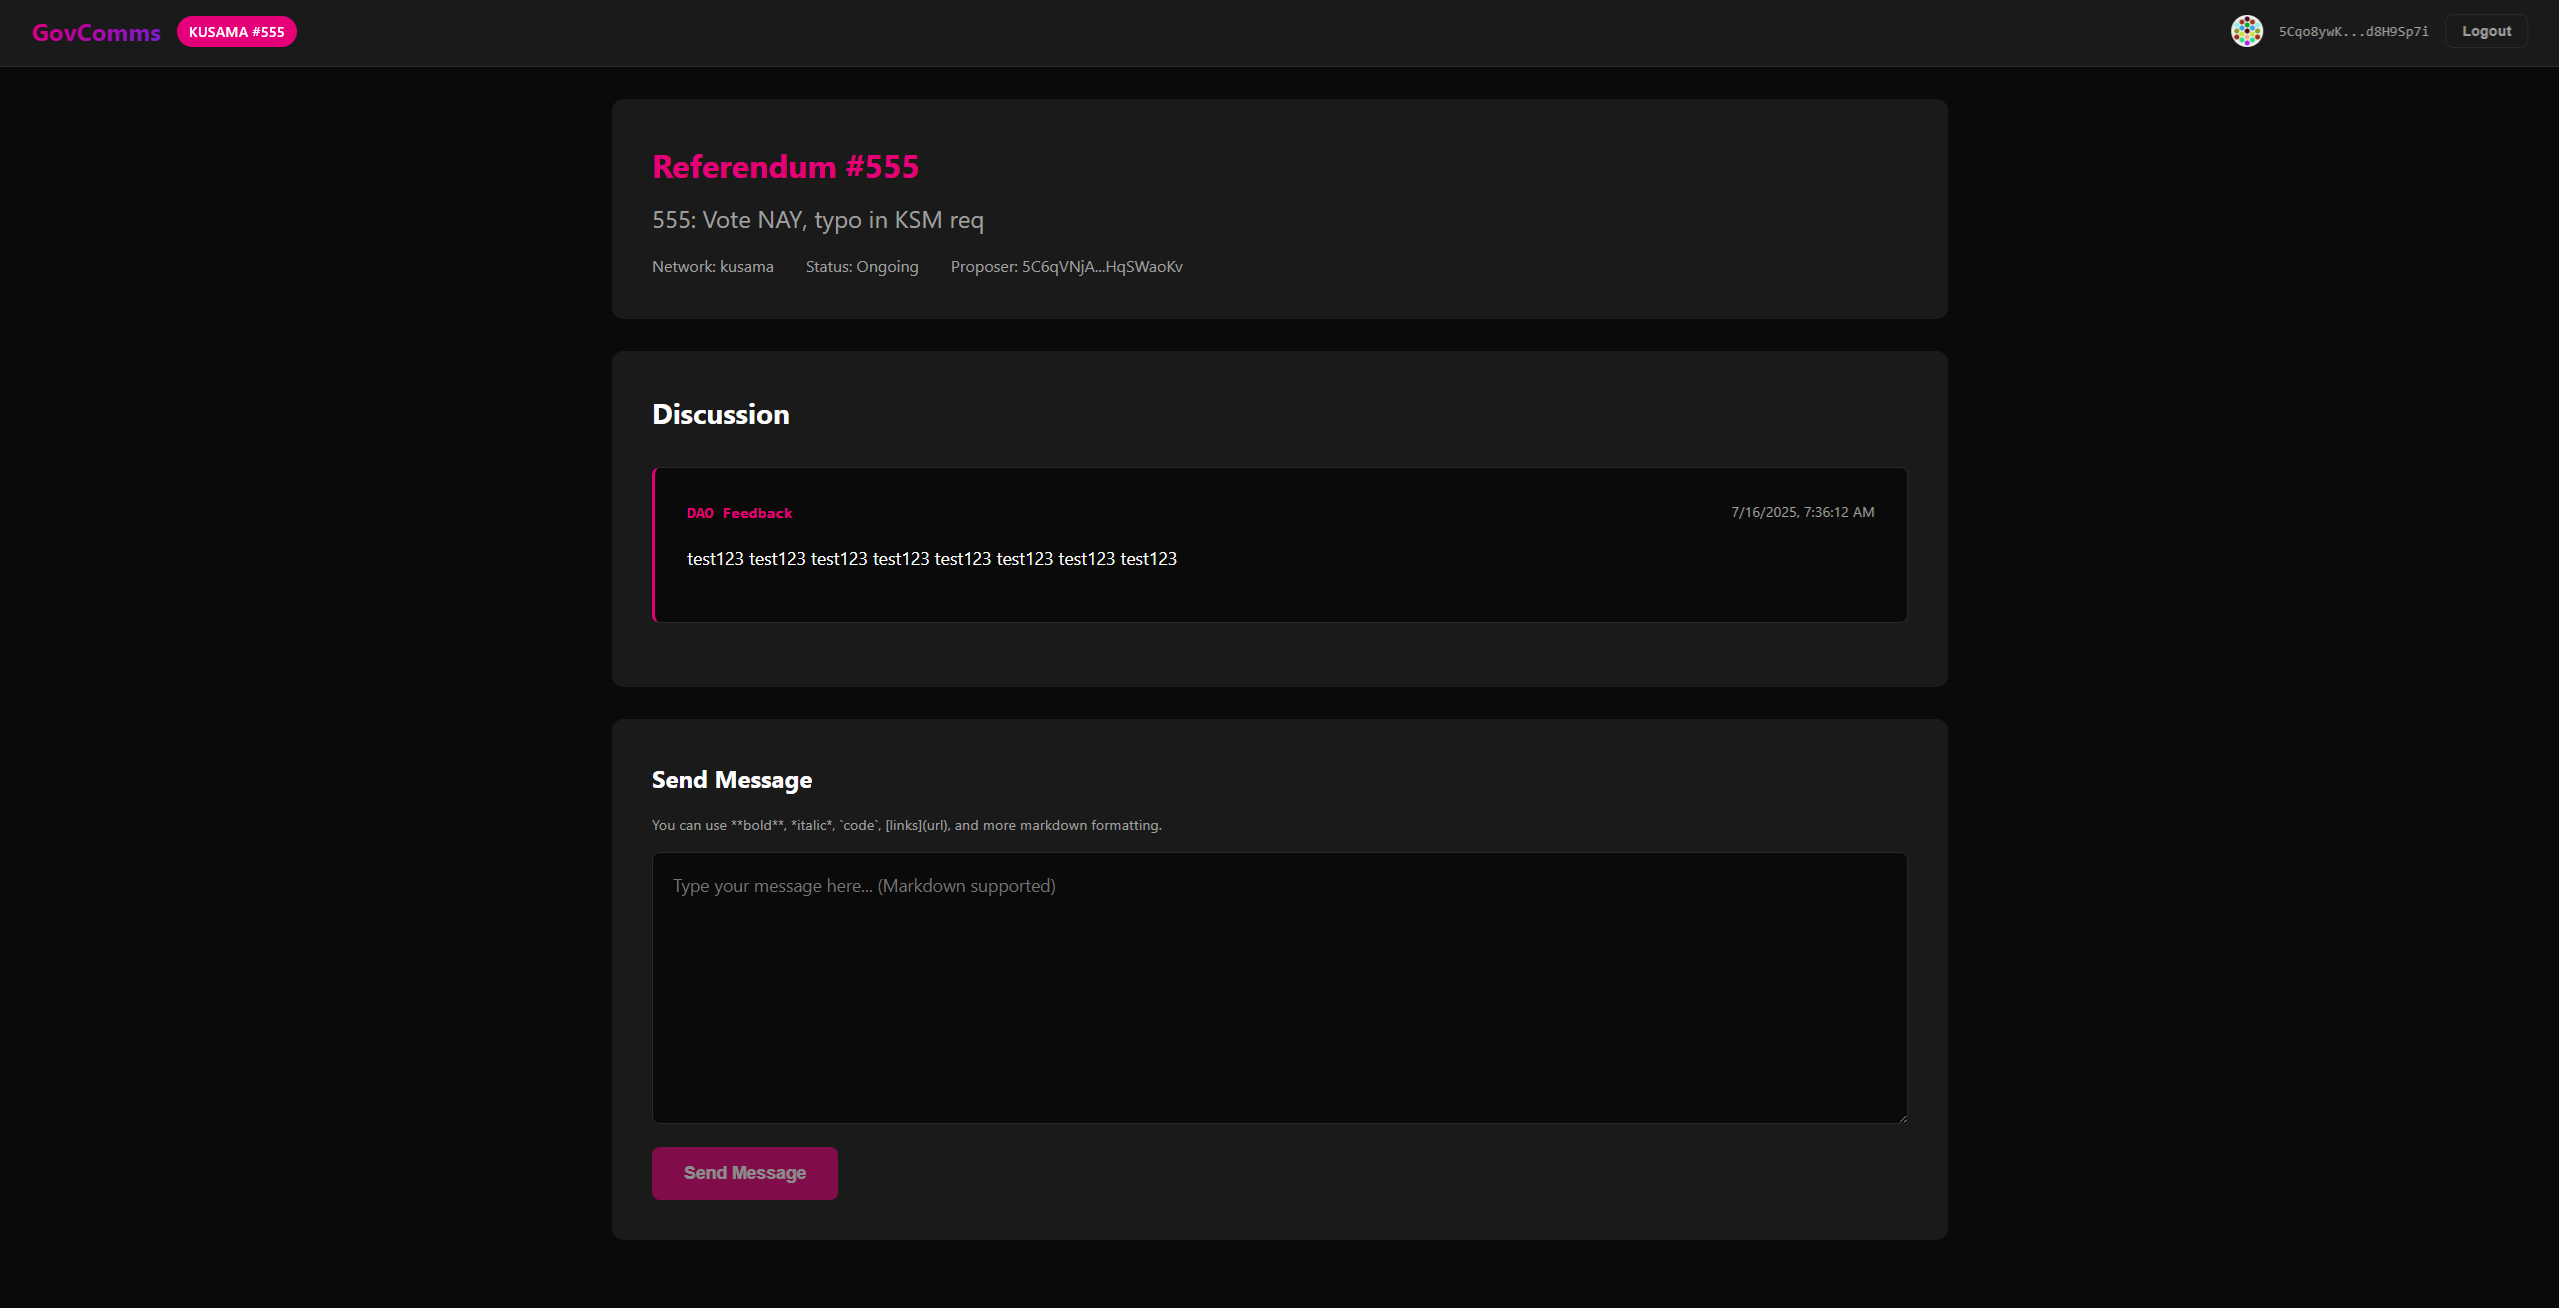 GovComms KUSAMA #555 5Cqo8ywK...d8H9Sp7i Logout
Referendum #555
555: Vote NAY, typo in KSM req
Network: kusama Status: Ongoing Proposer: 5C6qVNjA...HqSWaoKv
Discussion
DAO Feedback 7/16/2025, 7:36:12 AM
test123 test123 test123 test123 test123 test123 test123 test123
Send Message
You can use **bold**, *italic*, `code`, [links](url), and more markdown formatting.
Type your message here... (Markdown supported)
Send Message